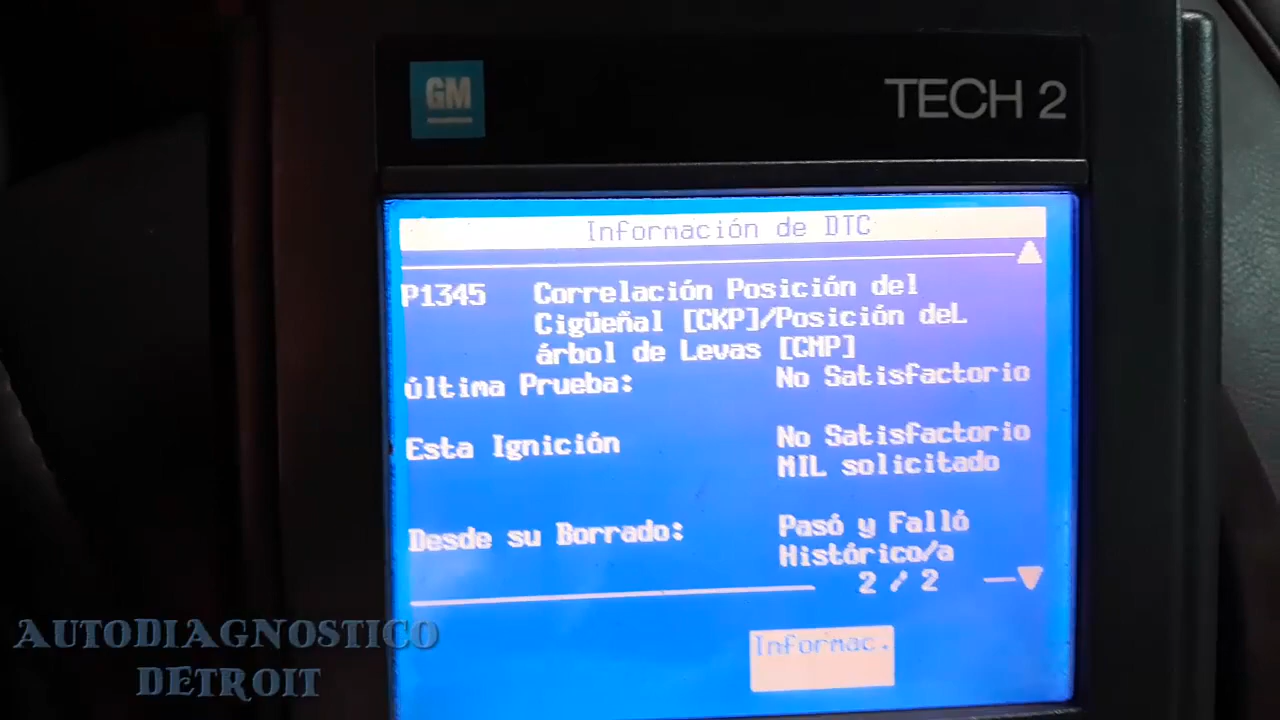 GM
TECH 2
Información de DTC
P1345 Correlación Posición del
Cigüeñal [CKP]/Posición deL
árbol de Levas [CMP]
última Prueba: No Satisfactorio
Esta Ignición No Satisfactorio
MIL solicitado
Desde su Borrado: Pasó y Falló
Histórico/a
2 / 2
Informac.
AUTODIAGNOSTICO
DETROIT